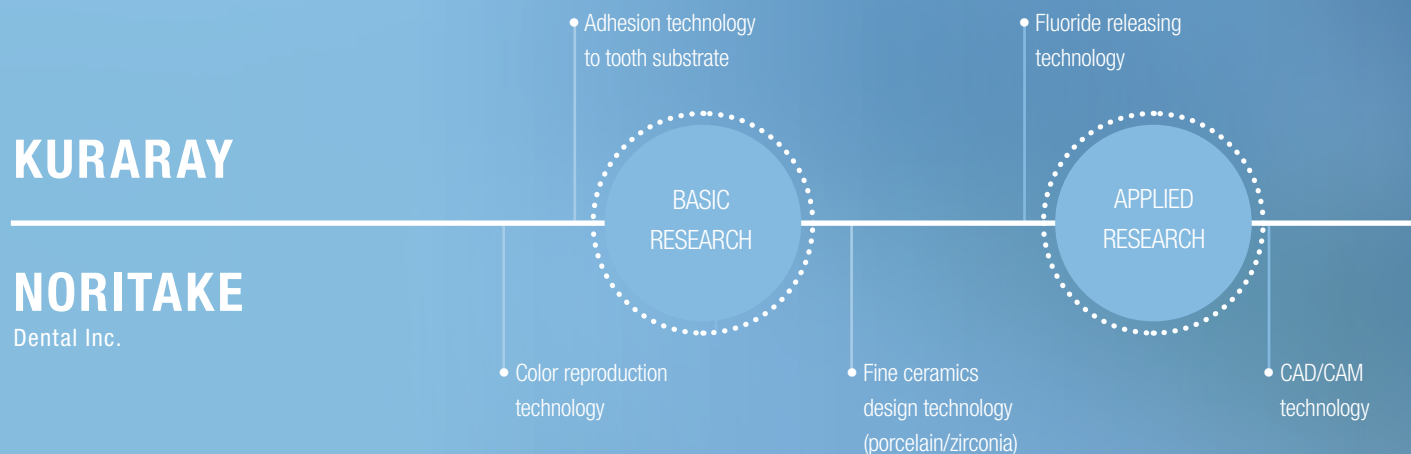 Adhesion technology
to tooth substrate
Fluoride releasing
technology
KURARAY
BASIC
RESEARCH
APPLIED
RESEARCH
NORITAKE
Dental Inc.
Color reproduction
technology
Fine ceramics
design technology
(porcelain/zirconia)
CAD/CAM
technology